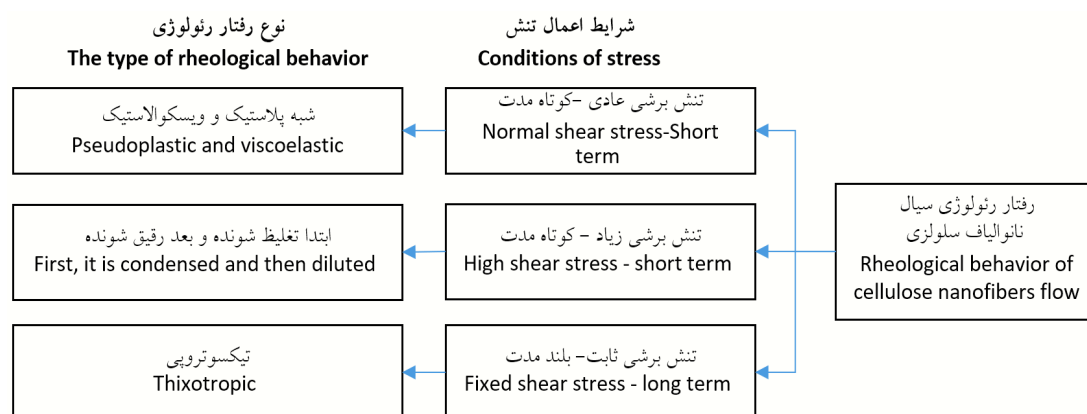 نوع رفتار رئولوژی
The type of rheological behavior
شرایط اعمال تنش
Conditions of stress
شبه پلاستیک و ویسکوالاستیک
Pseudoplastic and viscoelastic
تنش برشی عادی –کوتاه مدت
Normal shear stress-Short
term
رفتار رئولوژی سیال
نانوالیاف سلولزی
Rheological behavior of
cellulose nanofibers flow
ابتدا تغلیظ شونده و بعد رقیق شونده
First, it is condensed and then diluted
تنش برشی زیاد – کوتاه مدت
High shear stress - short term
تیکسوتروپی
Thixotropic
تنش برشی ثابت– بلند مدت
Fixed shear stress - long term